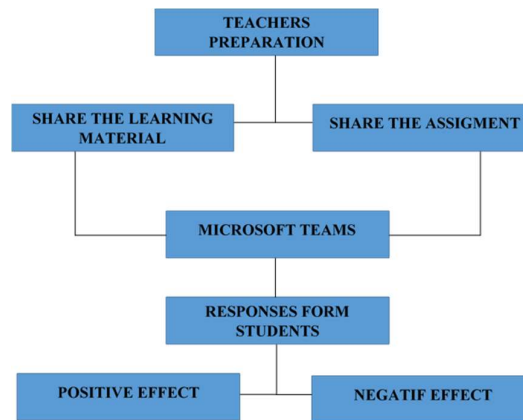 TEACHERS
PREPARATION
SHARE THE LEARNING
MATERIAL
SHARE THE ASSIGMENT
MICROSOFT TEAMS
RESPONSES FORM
STUDENTS
POSITIVE EFFECT
NEGATIF EFFECT